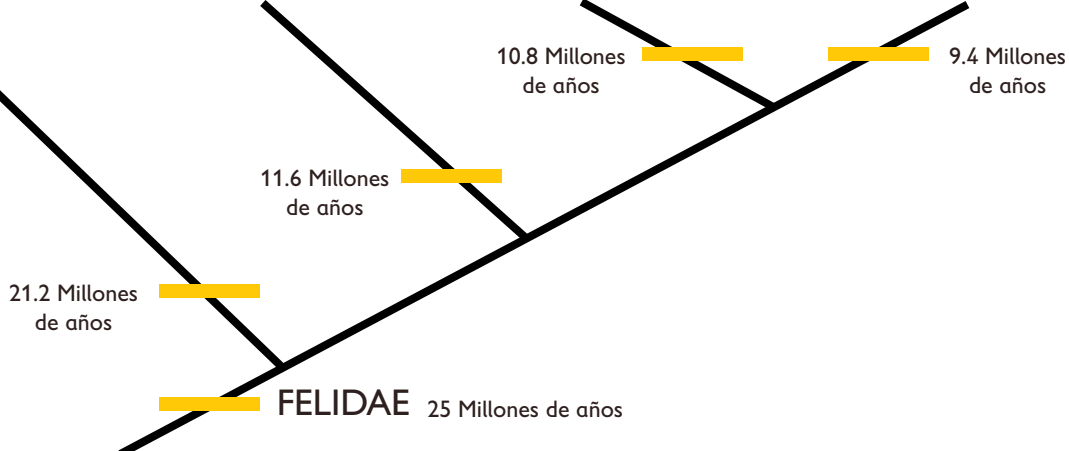 10.8 Millones
de años
9.4 Millones
de años
11.6 Millones
de años
21.2 Millones
de años
FELIDAE 25 Millones de años